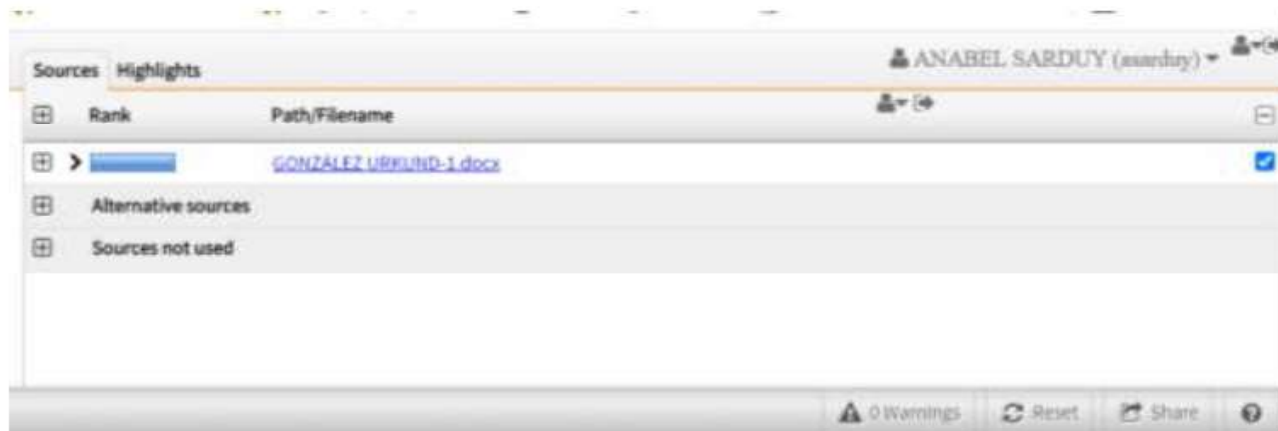 Sources Highlights
ANABEL SARDUY (asarduy)
Rank Path/Filename
GONZÁLEZ URKUND-1.docx
Alternative sources
Sources not used
0 Warnings Reset Share